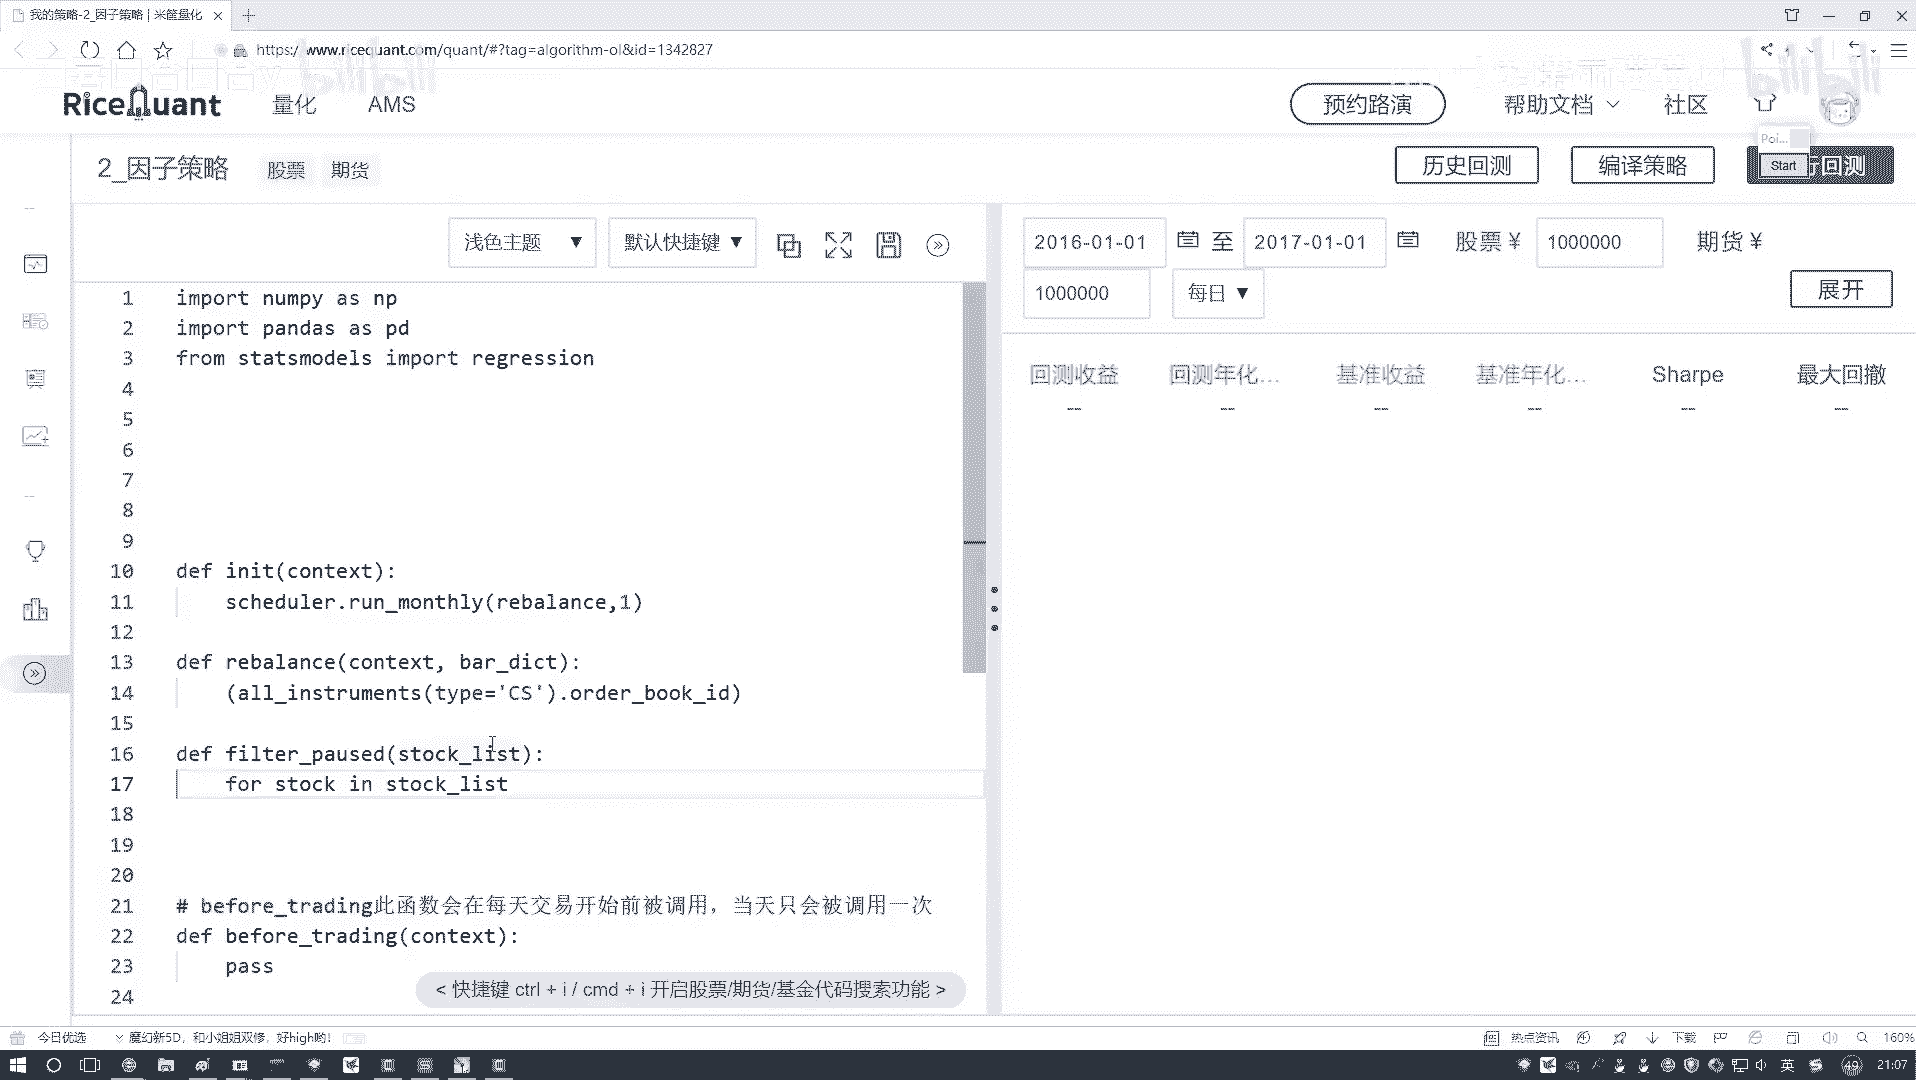 我的策略-2_因子策略 | 米筐量化
https://www.ricequant.com/quant/#?tag=algorithm-ol&id=1342827
bilibili
bilibili
RiceQuant 量化 AMS 预约路演 帮助文档 社区
Poi...
2_因子策略 股票 期货 历史回测 编译策略 Start 行回测
浅色主题 ▼ 默认快捷键 ▼ 2016-01-01 至 2017-01-01 股票 ¥ 1000000 期货 ¥
1000000 每日 ▼ 展开
回测收益 回测年化... 基准收益 基准年化... Sharpe 最大回撤
-- -- -- -- -- --
1 import numpy as np
2 import pandas as pd
3 from statsmodels import regression
4
5
6
7
8
9
10 def init(context):
11 scheduler.run_monthly(rebalance,1)
12
13 def rebalance(context, bar_dict):
14 (all_instruments(type='CS').order_book_id)
15
16 def filter_paused(stock_list):
17 for stock in stock_list
18
19
20
21 # before_trading此函数会在每天交易开始前被调用，当天只会被调用一次
22 def before_trading(context):
23 pass
24
< 快捷键 ctrl + i / cmd + i 开启股票/期货/基金代码搜索功能 >
今日优选 魔幻新5D，和小姐姐双修，好high哟! 热点资讯 下载 160%
英 49 21:07